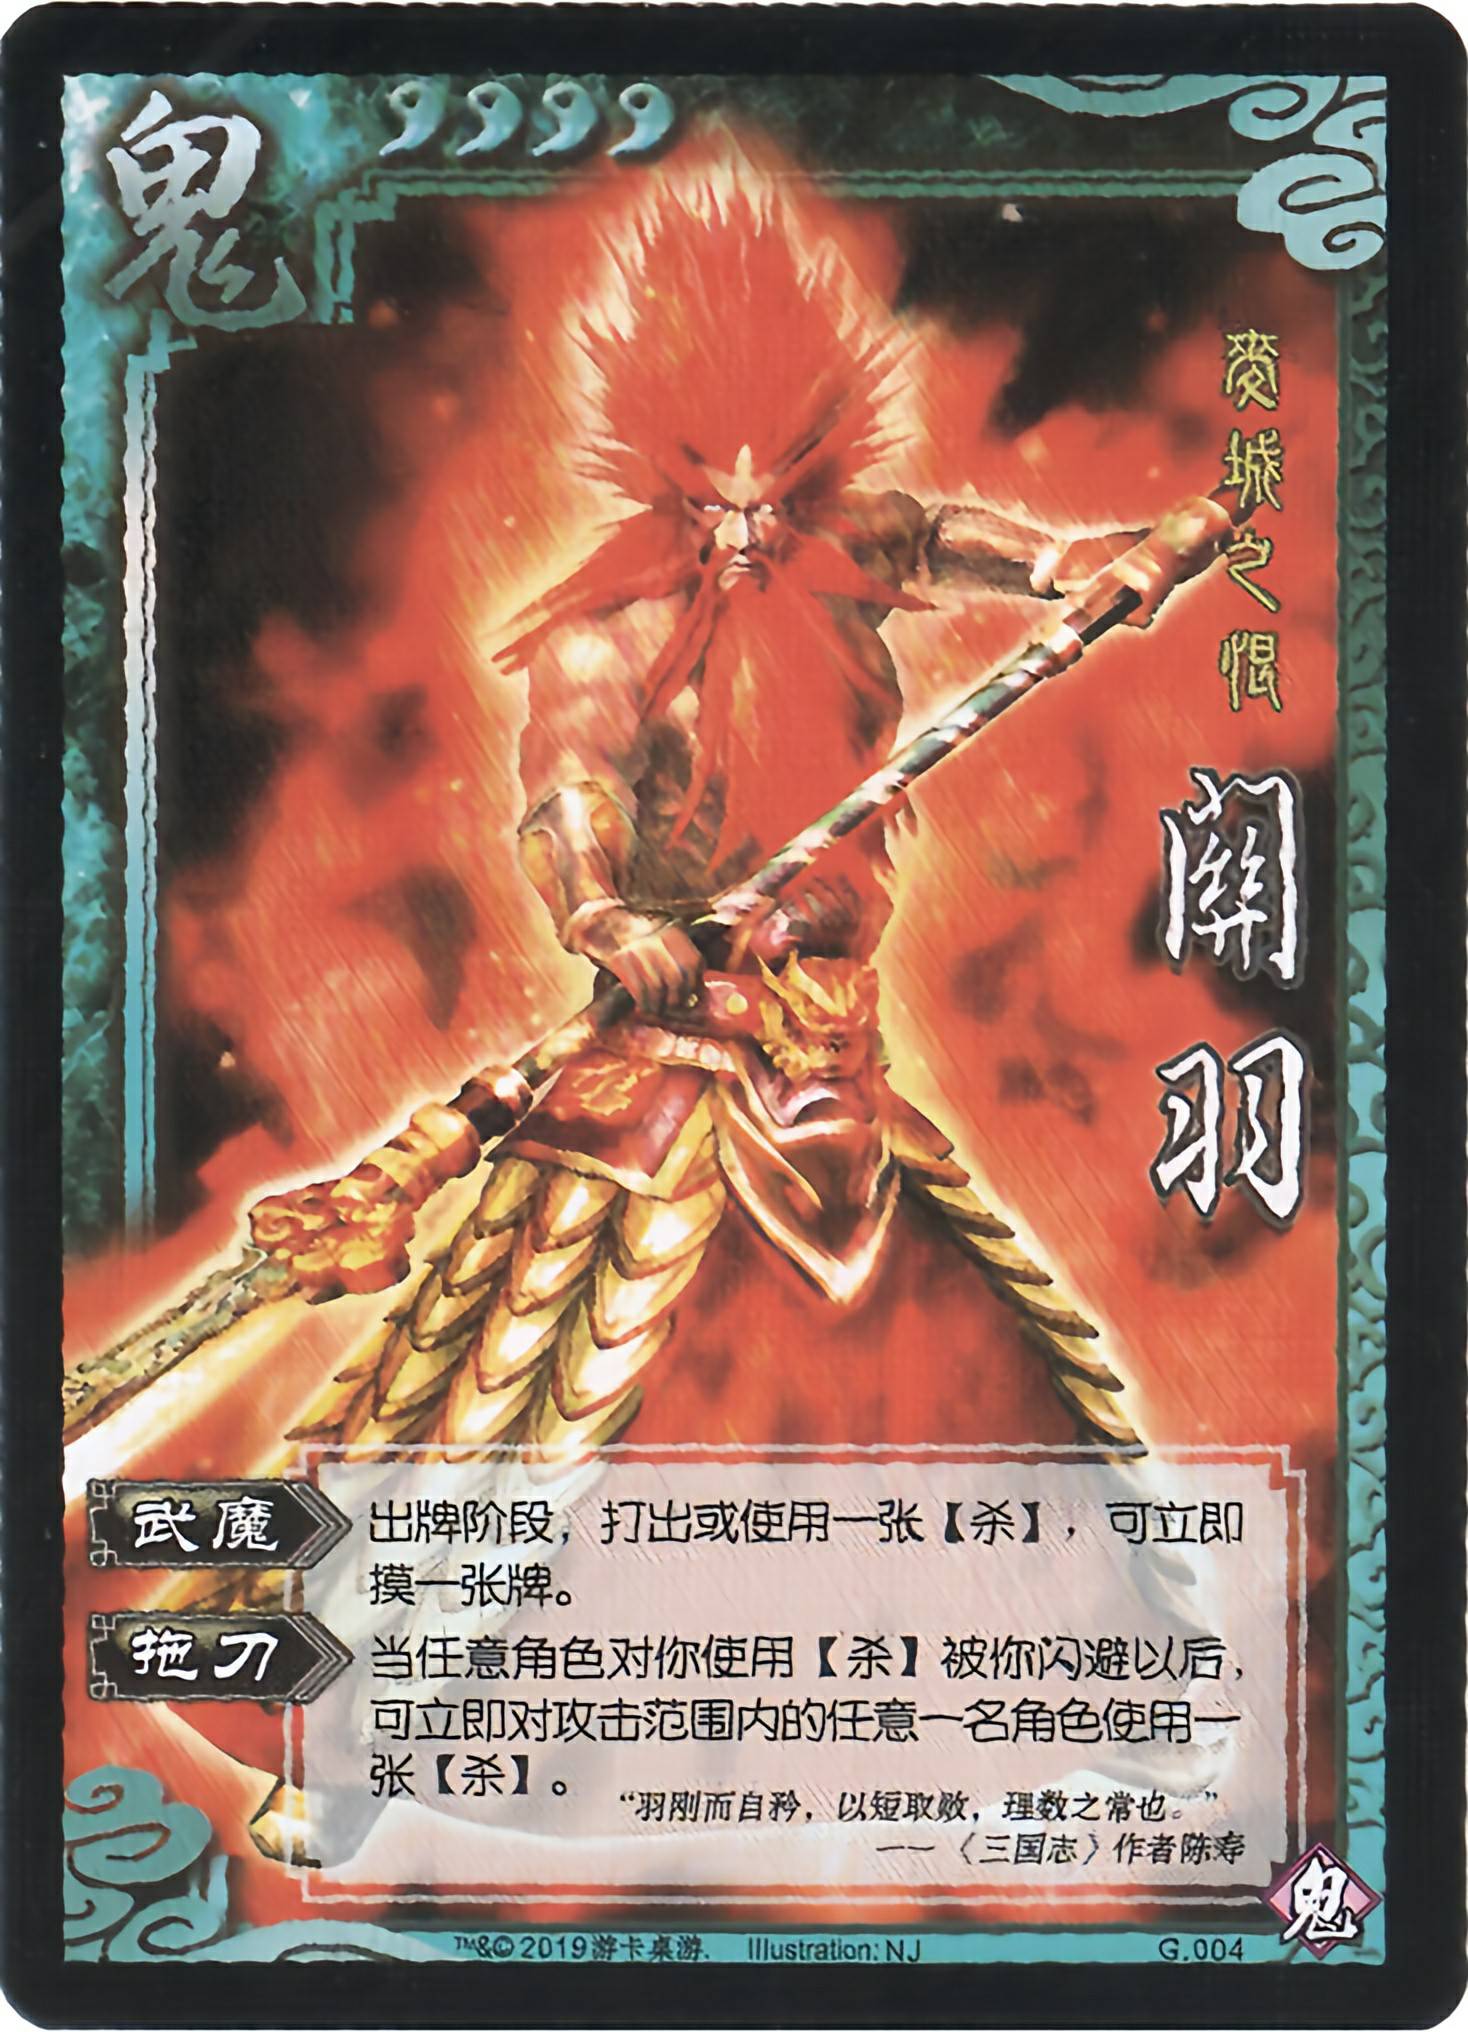 鬼
麥城之恨
關羽
武魔
出牌阶段，打出或使用一张【杀】，可立即
摸一张牌。
拖刀
当任意角色对你使用【杀】被你闪避以后，
可立即对攻击范围内的任意一名角色使用一
张【杀】。
“羽刚而自矜，以短取败，理数之常也。”
——《三国志》作者陈寿
鬼
™&© 2019游卡桌游. Illustration: NJ G.004